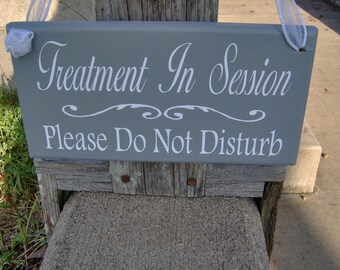 Treatment In Session
Please Do Not Disturb